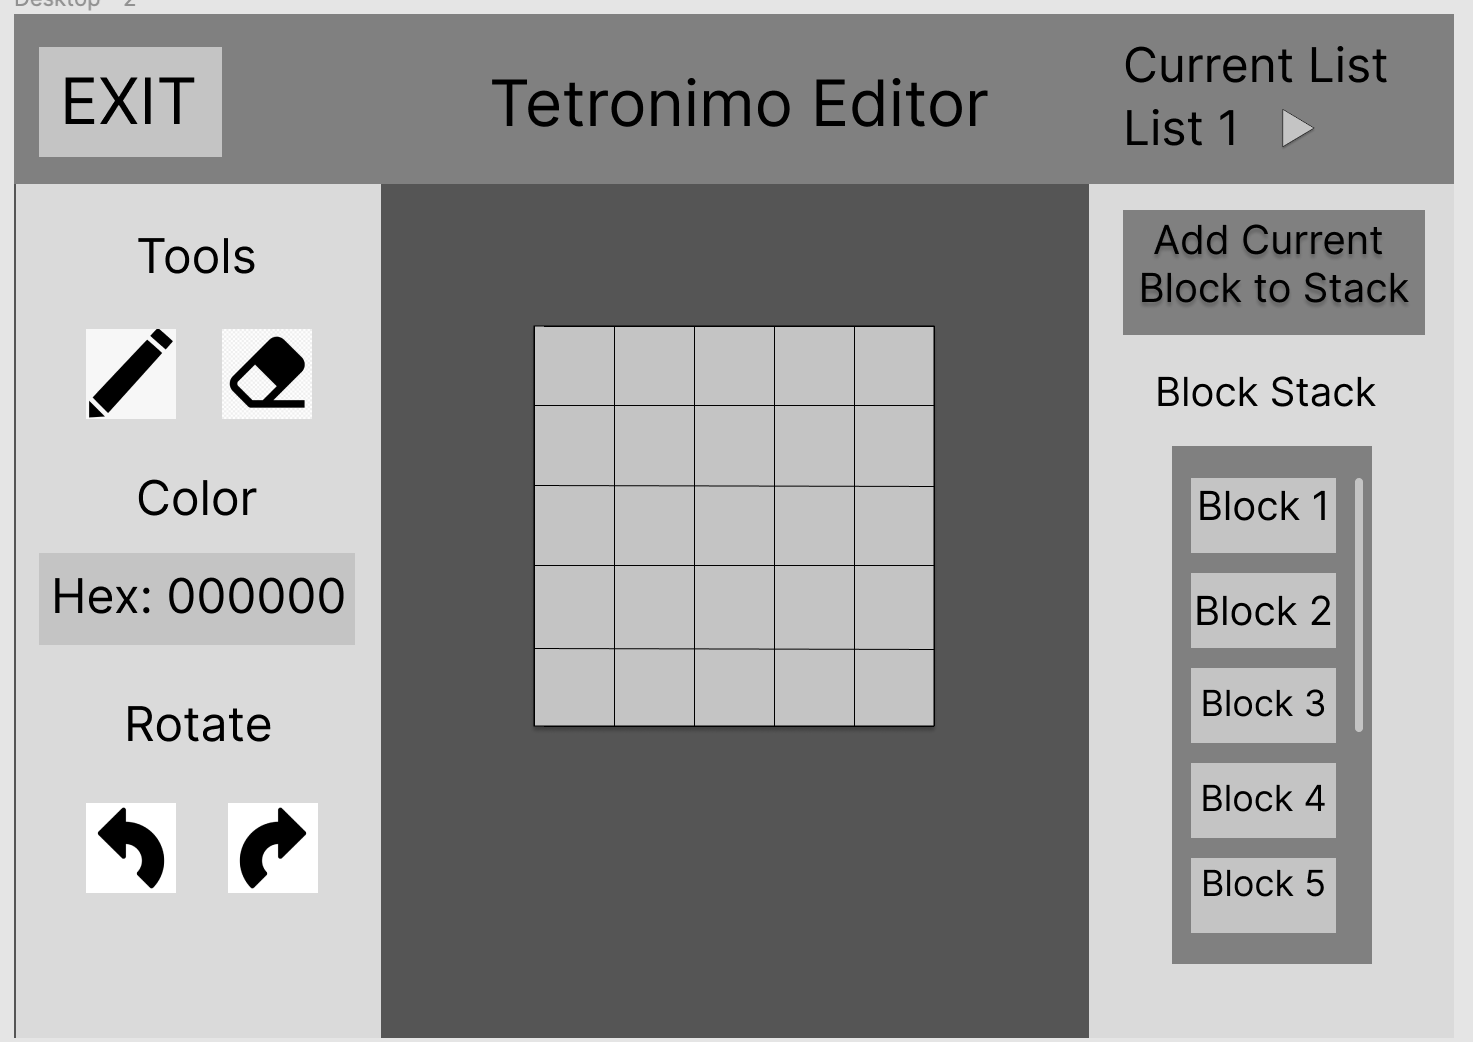 Desktop - 2
EXIT
Tetronimo Editor
Current List
List 1
Tools
Color
Hex: 000000
Rotate
Add Current
Block to Stack
Block Stack
Block 1
Block 2
Block 3
Block 4
Block 5